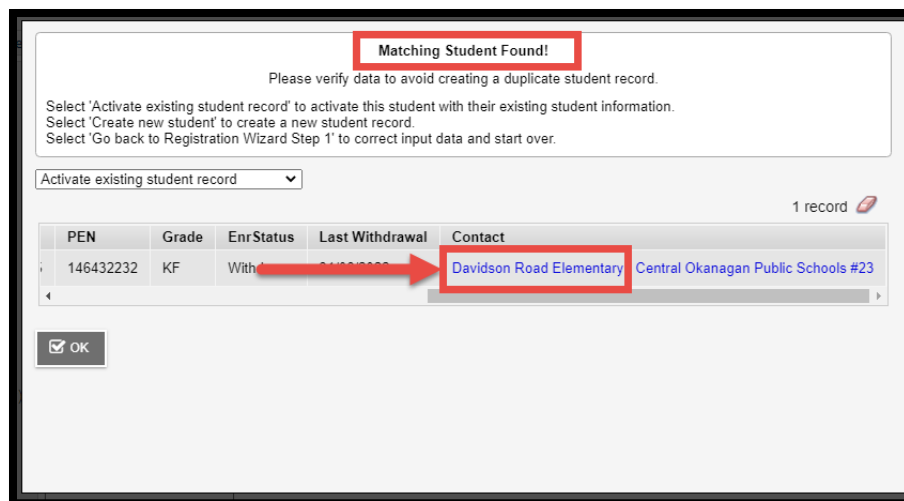 Matching Student Found!
Please verify data to avoid creating a duplicate student record.
Select 'Activate existing student record' to activate this student with their existing student information.
Select 'Create new student' to create a new student record.
Select 'Go back to Registration Wizard Step 1' to correct input data and start over.
Activate existing student record
1 record
PEN Grade EnrStatus Last Withdrawal Contact
146432232 KF Davidson Road Elementary Central Okanagan Public Schools #23
OK